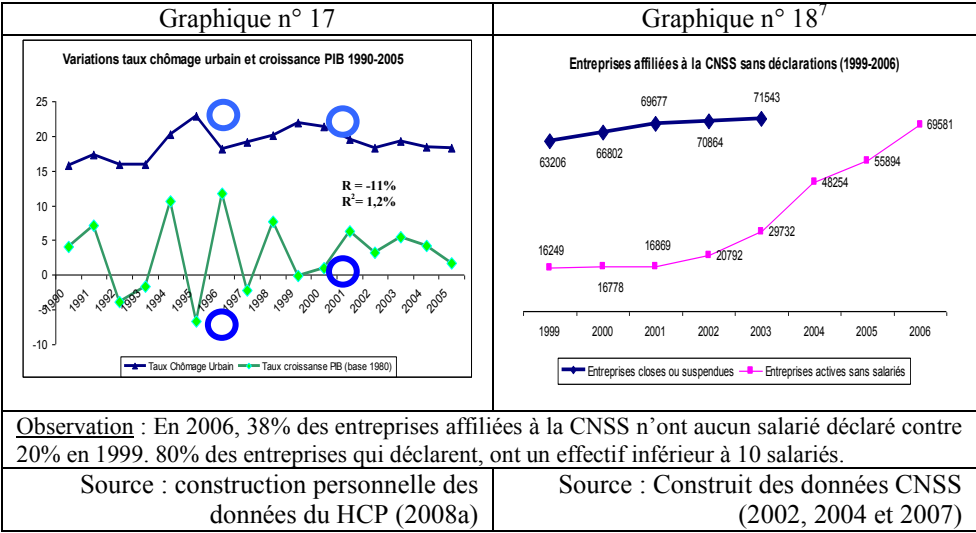 Graphique n° 17
Variations taux chômage urbain et croissance PIB 1990-2005
25
20
15
10
5
0
-5
-10
R = -11%
R²= 1,2%
1990 1991 1992 1993 1994 1995 1996 1997 1998 1999 2000 2001 2002 2003 2004 2005
Taux Chômage Urbain Taux croissanse PIB (base 1980)
Graphique n° 18⁷
Entreprises affiliées à la CNSS sans déclarations (1999-2006)
63206 66802 69677 70864 71543
16249 16778 16869 20792 29732 48254 55894 69581
1999 2000 2001 2002 2003 2004 2005 2006
Entreprises closes ou suspendues Entreprises actives sans salariés
Observation : En 2006, 38% des entreprises affiliées à la CNSS n’ont aucun salarié déclaré contre
20% en 1999. 80% des entreprises qui déclarent, ont un effectif inférieur à 10 salariés.
Source : construction personnelle des
données du HCP (2008a)
Source : Construit des données CNSS
(2002, 2004 et 2007)